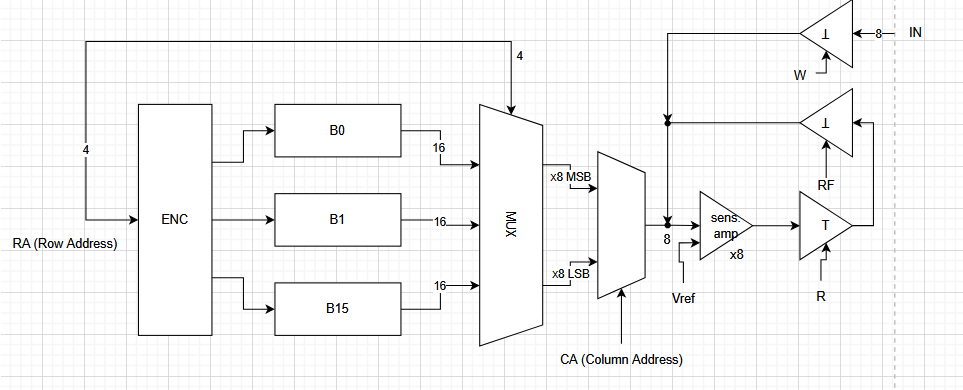 8
IN
W
4
4
B0
16
x8 MSB
RF
ENC
B1
16
MUX
sens.
amp
x8
T
8
RA (Row Address)
x8 LSB
16
B15
Vref
R
CA (Column Address)